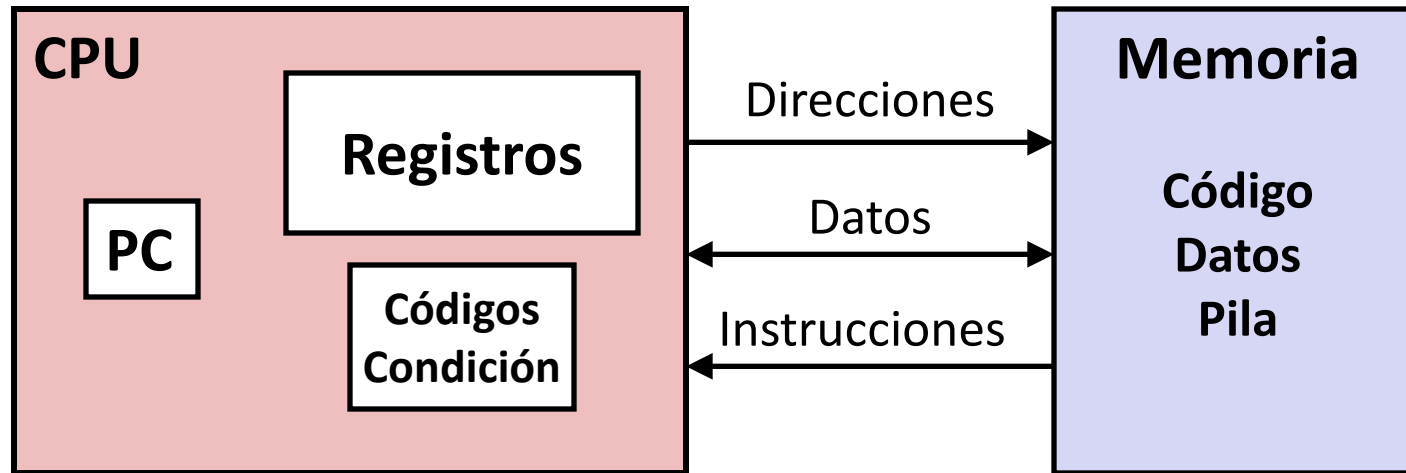 CPU
Registros
PC
Códigos
Condición
Direcciones
Datos
Instrucciones
Memoria
Código
Datos
Pila